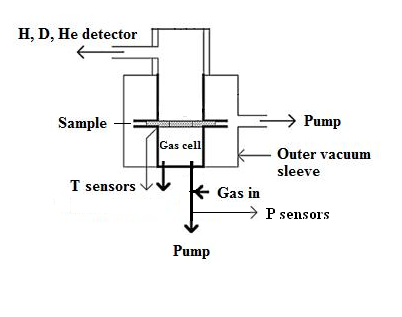 H, D, He detector
Sample
Pump
Gas cell
Outer vacuum
sleeve
T sensors
Gas in
P sensors
Pump